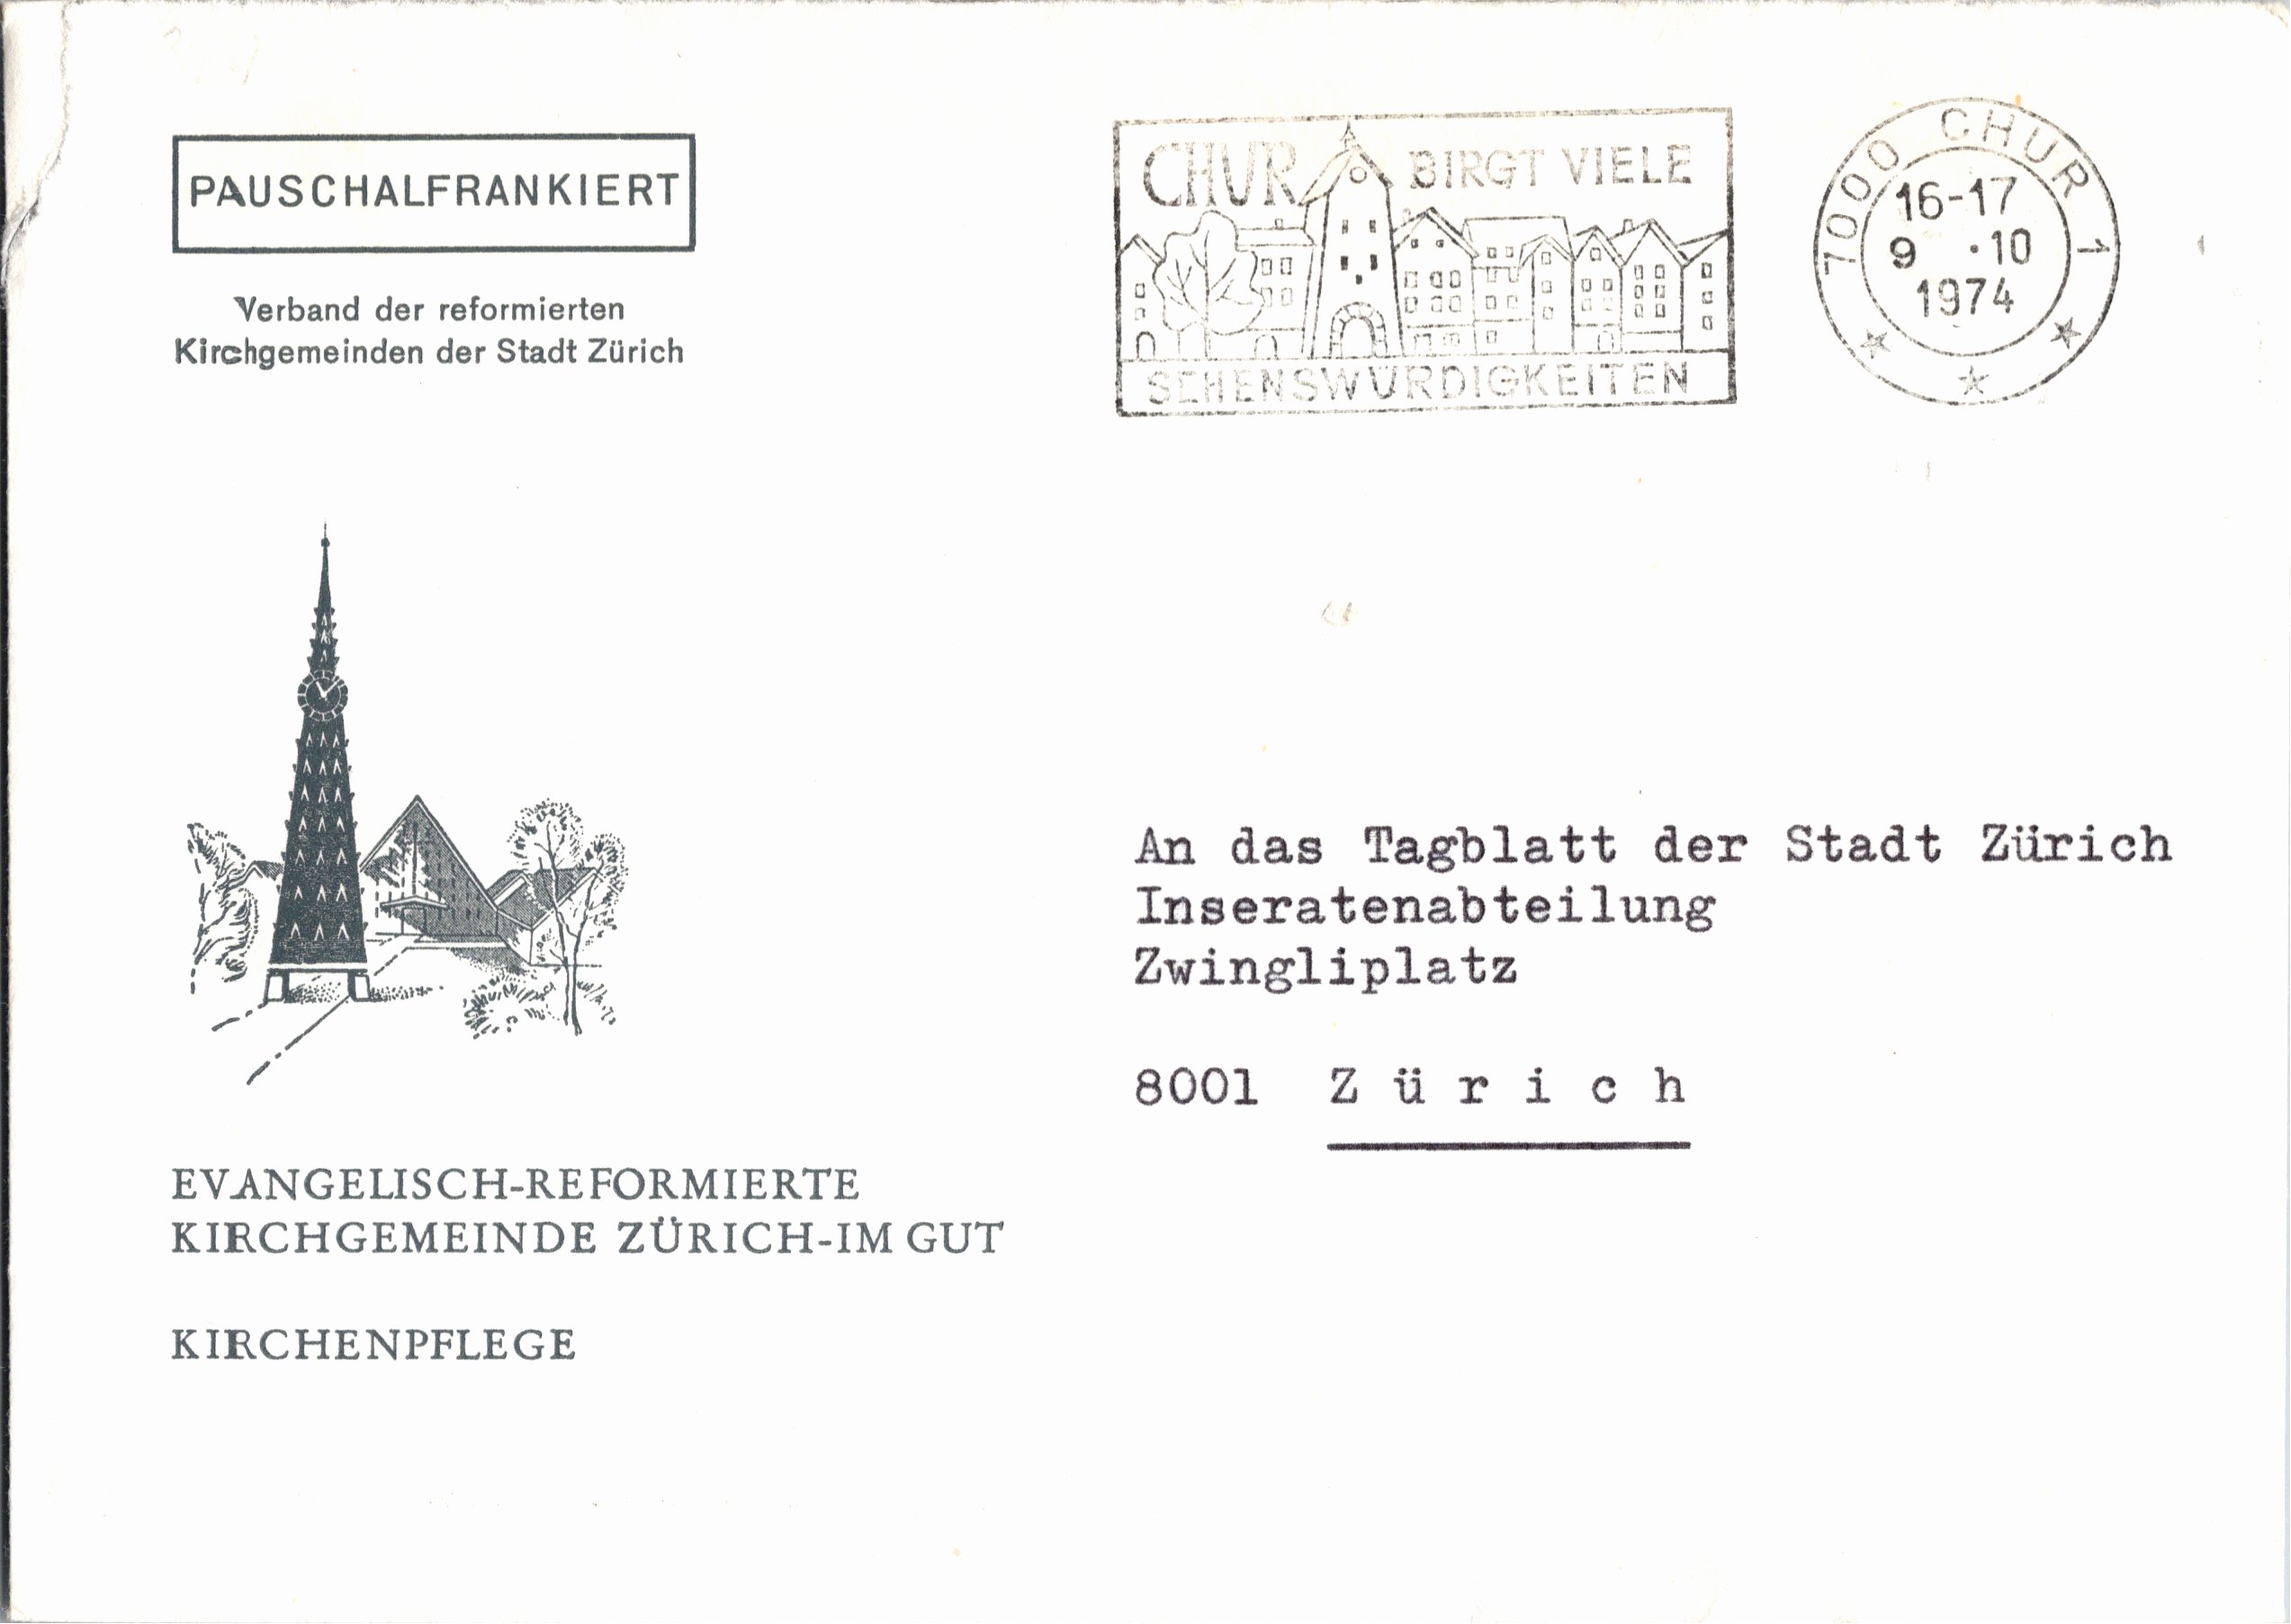 PAUSCHALFRANKIERT
Verband der reformierten
Kirchgemeinden der Stadt Zürich
CHUR BIRGT VIELE
SEHENSWÜRDIGKEITEN
7000 CHUR 1
16-17
9 ·10
1974
An das Tagblatt der Stadt Zürich
Inseratenabteilung
Zwingliplatz
8001 Zürich
EVANGELISCH-REFORMIERTE
KIRCHGEMEINDE ZÜRICH-IM GUT
KIRCHENPFLEGE